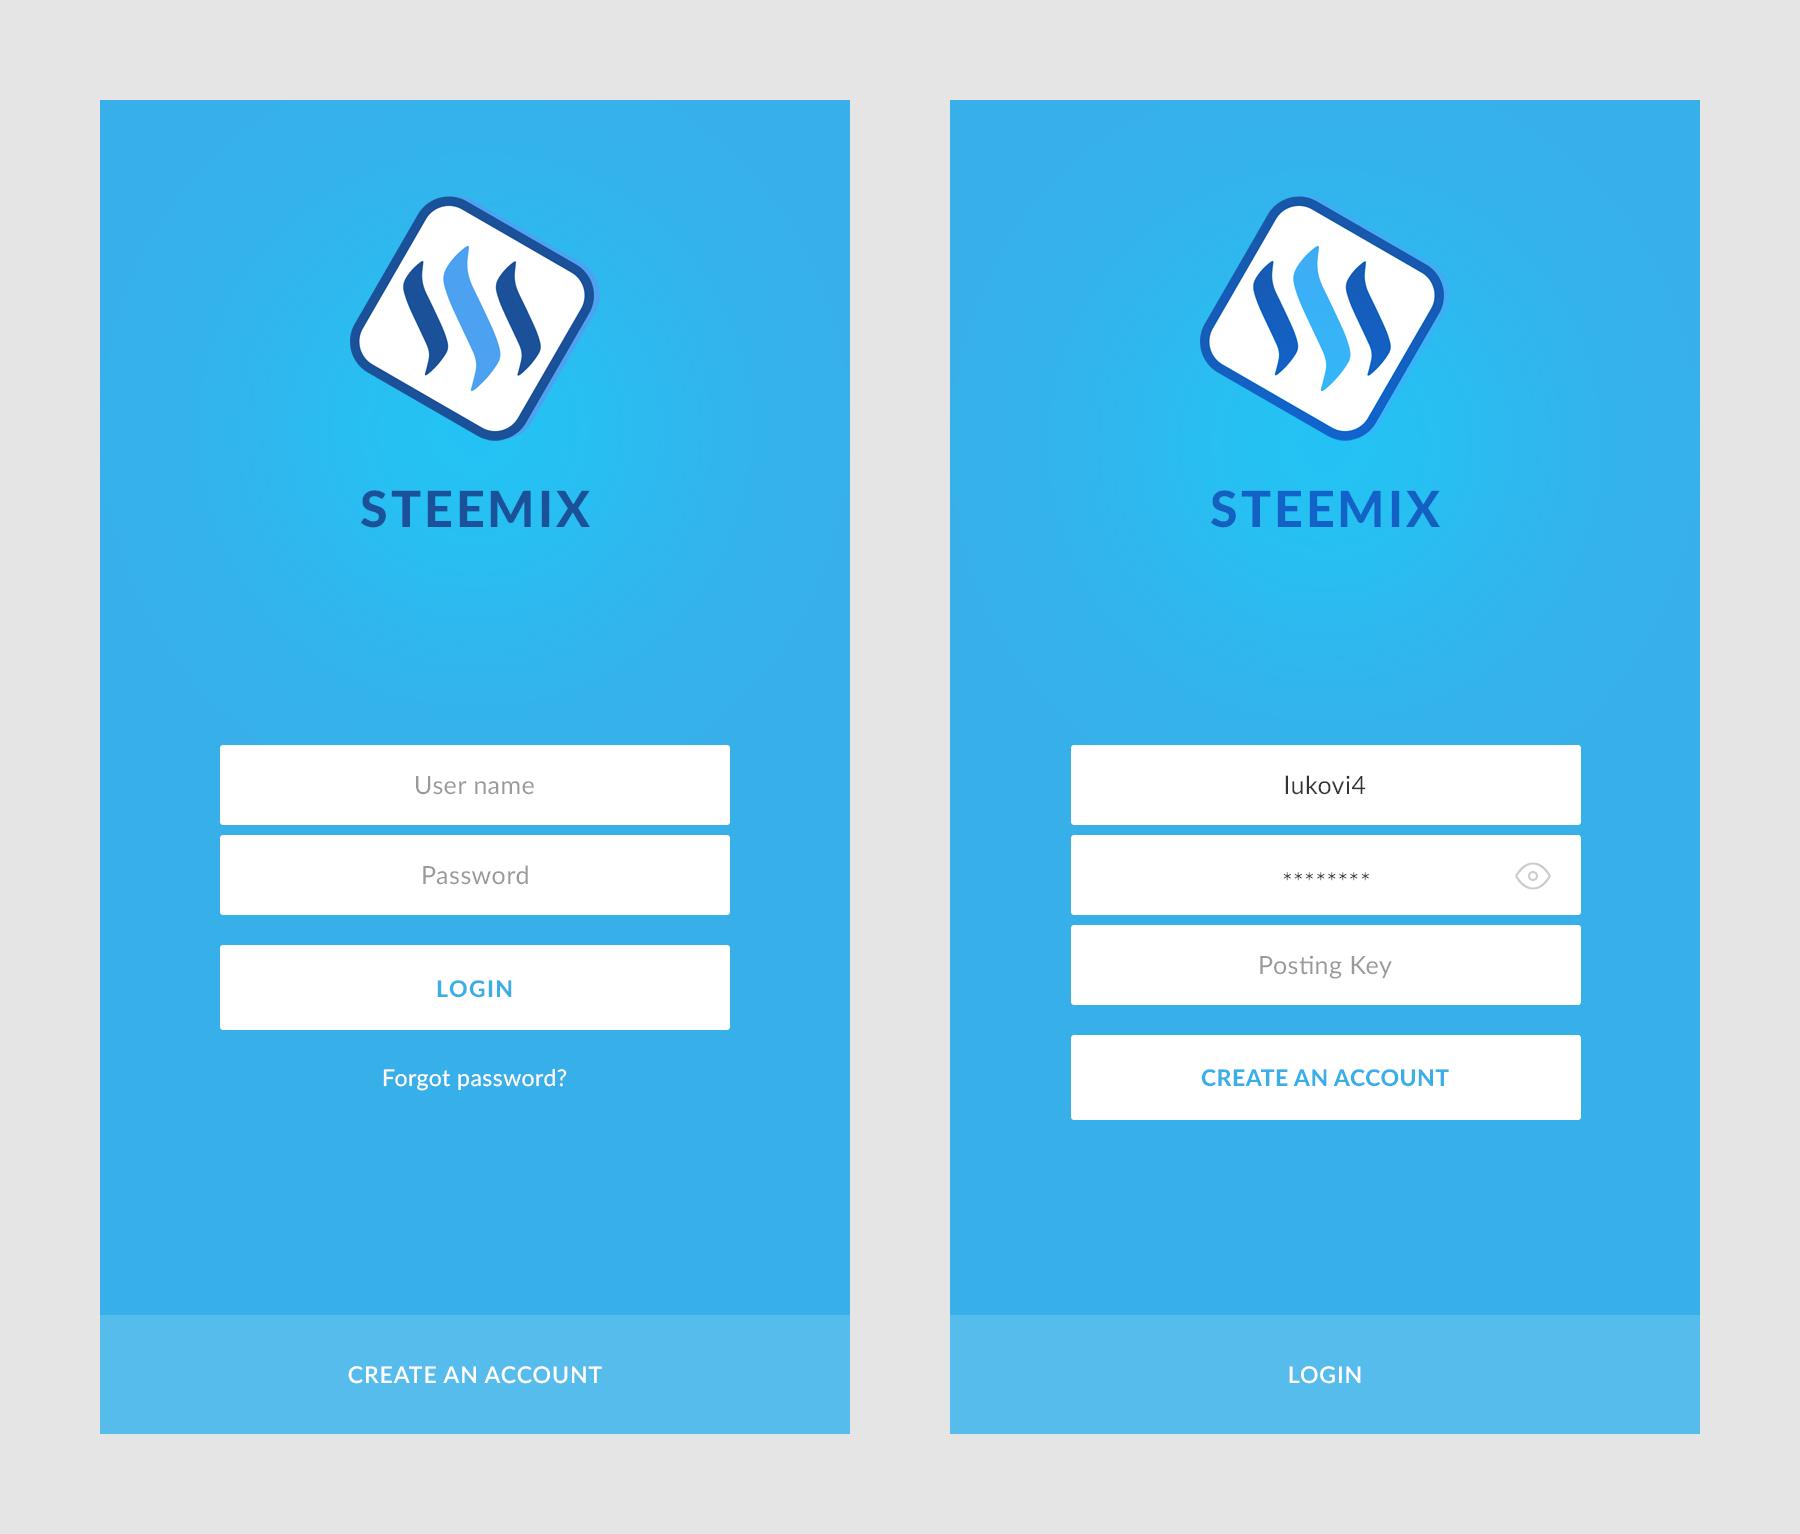 STEEMIX
User name
Password
LOGIN
Forgot password?
CREATE AN ACCOUNT
STEEMIX
lukovi4
********
Posting Key
CREATE AN ACCOUNT
LOGIN